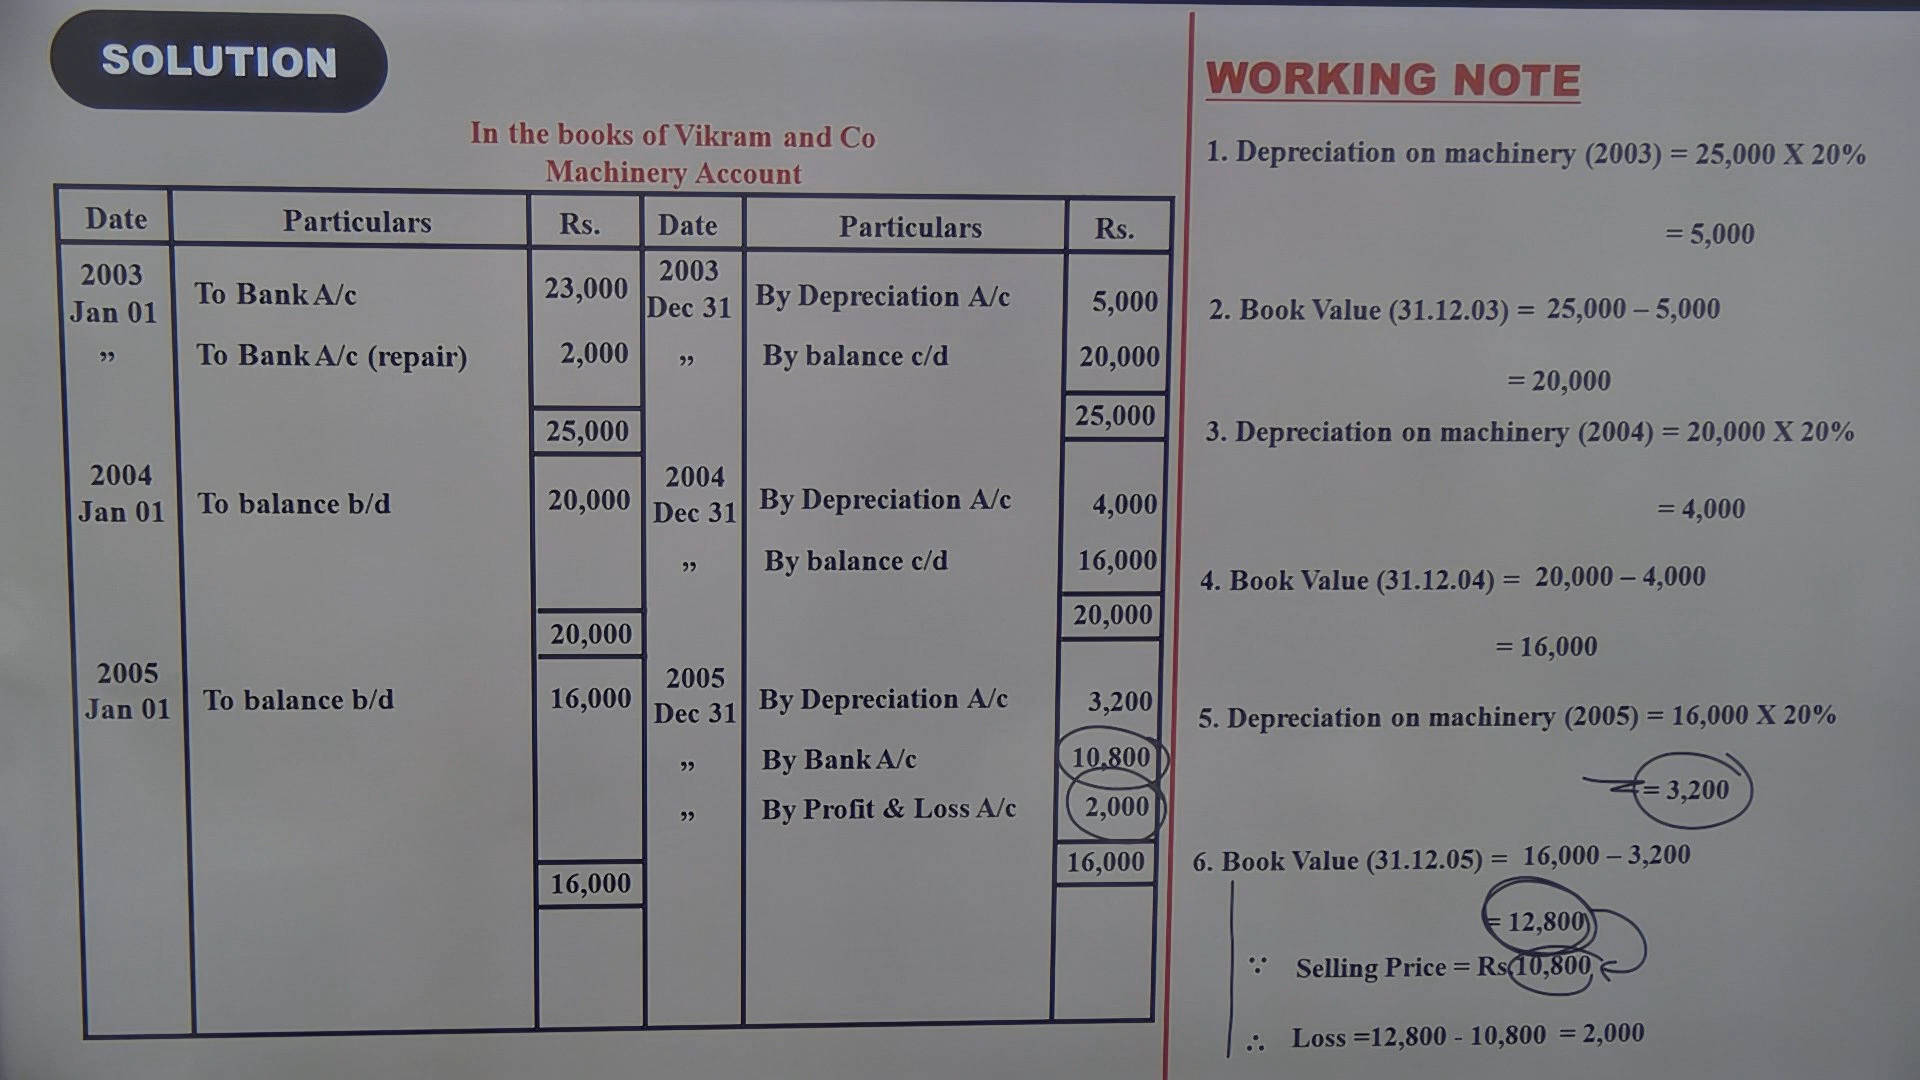 SOLUTION
In the books of Vikram and Co
Machinery Account
Date Particulars Rs. Date Particulars Rs.
2003 2003
Jan 01 To Bank A/c 23,000 Dec 31 By Depreciation A/c 5,000
” To Bank A/c (repair) 2,000 ” By balance c/d 20,000
25,000 25,000
2004 2004
Jan 01 To balance b/d 20,000 Dec 31 By Depreciation A/c 4,000
” By balance c/d 16,000
20,000 20,000
2005 2005
Jan 01 To balance b/d 16,000 Dec 31 By Depreciation A/c 3,200
” By Bank A/c 10,800
” By Profit & Loss A/c 2,000
16,000 16,000
WORKING NOTE
1. Depreciation on machinery (2003) = 25,000 X 20%
= 5,000
2. Book Value (31.12.03) = 25,000 – 5,000
= 20,000
3. Depreciation on machinery (2004) = 20,000 X 20%
= 4,000
4. Book Value (31.12.04) = 20,000 – 4,000
= 16,000
5. Depreciation on machinery (2005) = 16,000 X 20%
= 3,200
6. Book Value (31.12.05) = 16,000 – 3,200
= 12,800
∵ Selling Price = Rs 10,800
∴ Loss =12,800 - 10,800 = 2,000